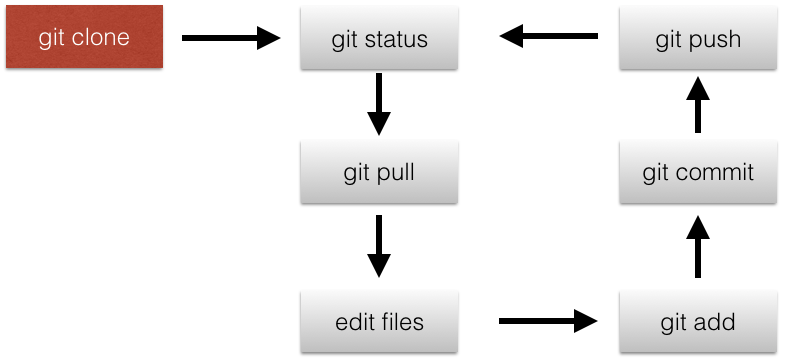 git clone
git status
git push
git pull
git commit
edit files
git add